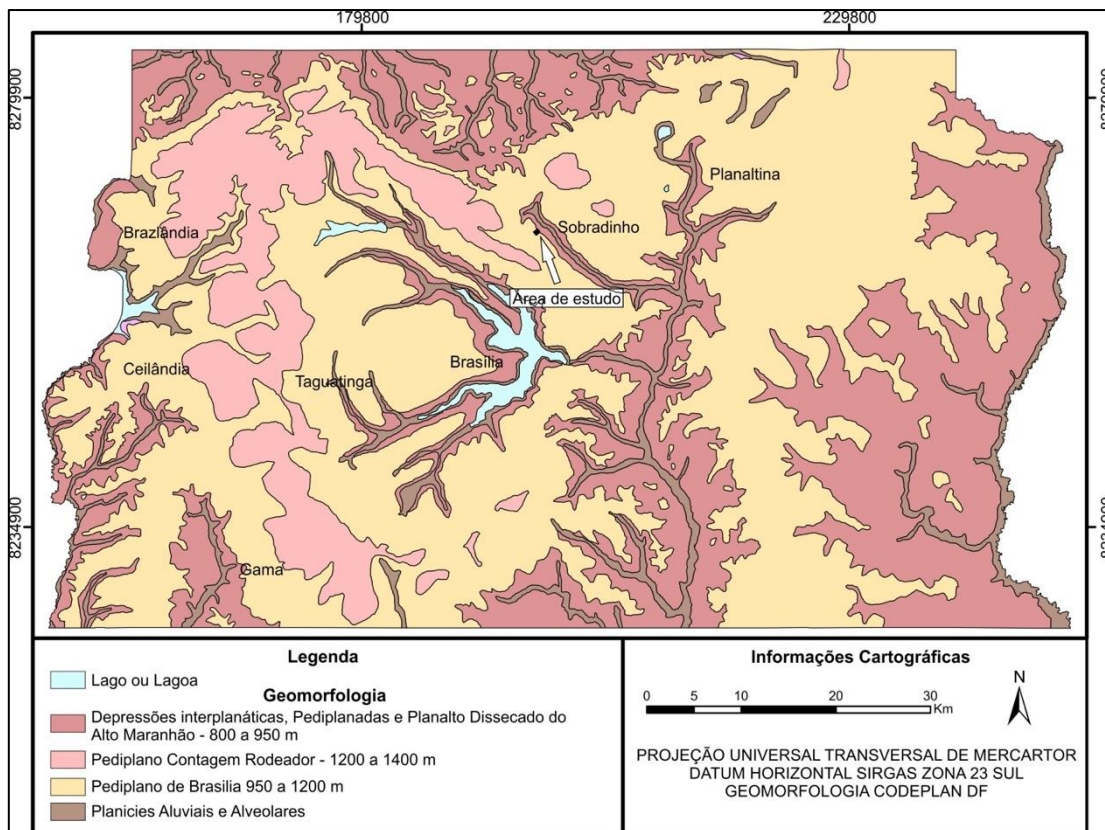 179800
229800
8279900
8279900
Planaltina
Brazlândia
Sobradinho
Área de estudo
Ceilândia
Taguatinga
Brasília
8234900
8234900
Gama
Legenda
Lago ou Lagoa
Geomorfologia
Depressões interplanáticas, Pediplanadas e Planalto Dissecado do
Alto Maranhão - 800 a 950 m
Pediplano Contagem Rodeador - 1200 a 1400 m
Pediplano de Brasilia 950 a 1200 m
Planicies Aluviais e Alveolares
Informações Cartográficas
0 5 10 20 30
Km
N
PROJEÇÃO UNIVERSAL TRANSVERSAL DE MERCARTOR
DATUM HORIZONTAL SIRGAS ZONA 23 SUL
GEOMORFOLOGIA CODEPLAN DF